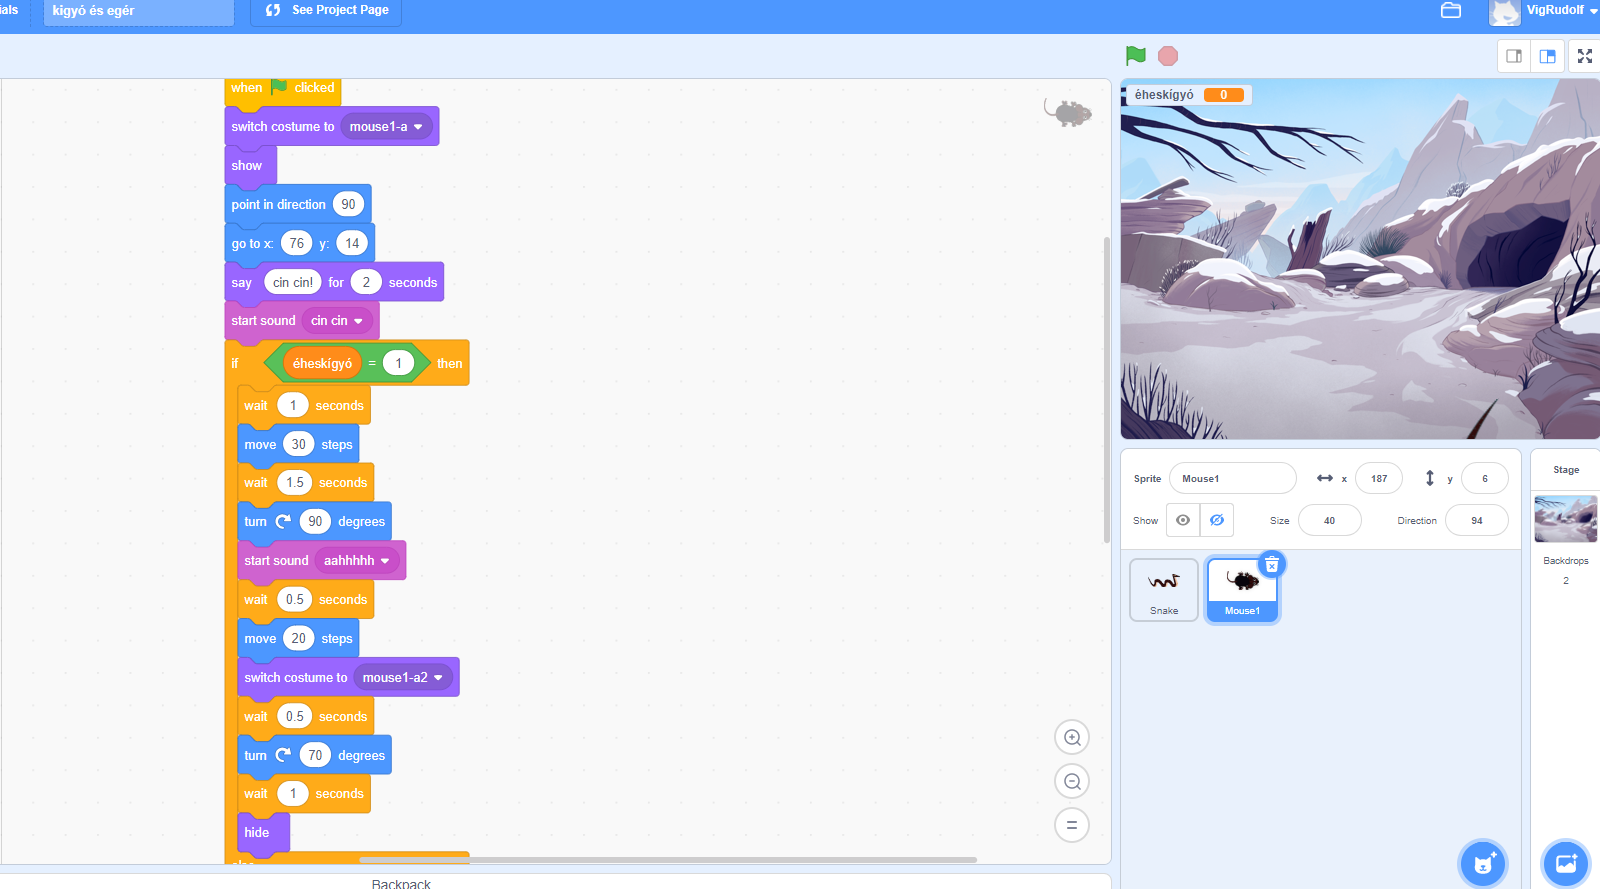 ials
kígyó és egér
See Project Page
VigRudolf
when clicked
switch costume to mouse1-a
show
point in direction 90
go to x: 76 y: 14
say cin cin! for 2 seconds
start sound cin cin
if éheskígyó = 1 then
wait 1 seconds
move 30 steps
wait 1.5 seconds
turn 90 degrees
start sound aahhhhh
wait 0.5 seconds
move 20 steps
switch costume to mouse1-a2
wait 0.5 seconds
turn 70 degrees
wait 1 seconds
hide
else
Backpack
éheskígyó 0
Sprite Mouse1 x 187 y 6
Show Size 40 Direction 94
Snake
Mouse1
Stage
Backdrops
2